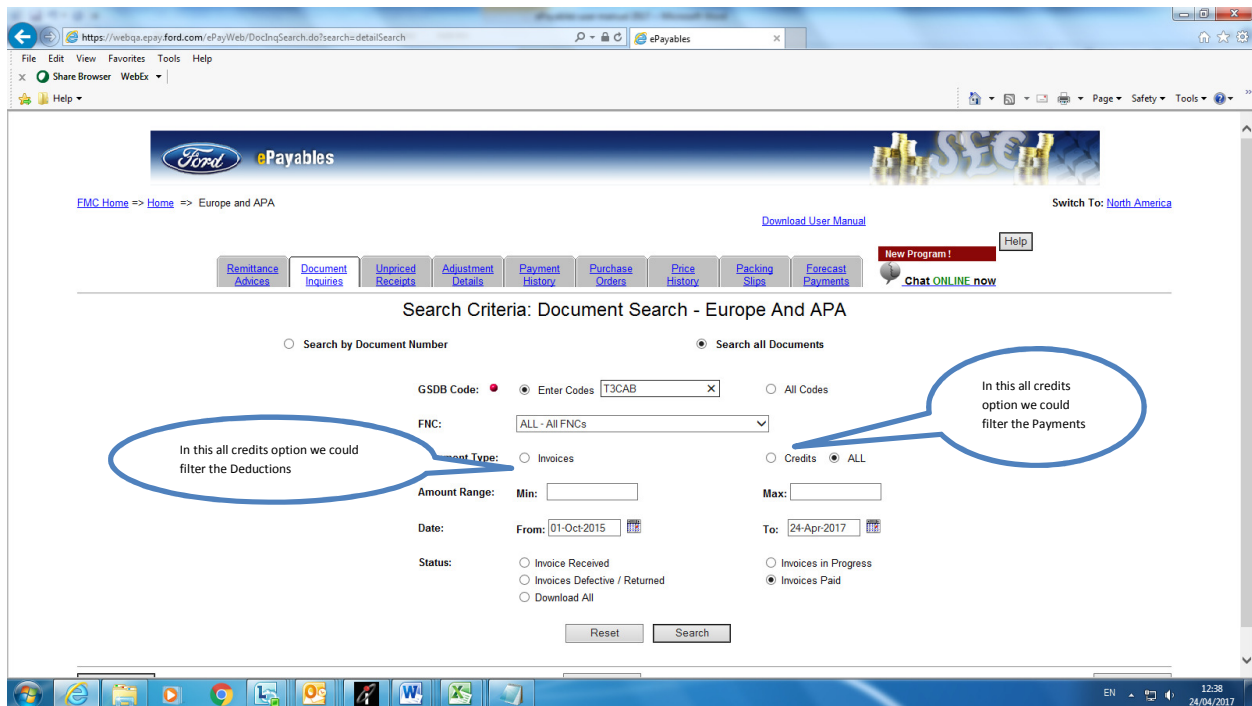 https://webqa.epay.ford.com/ePayWeb/DocInqSearch.do?search=detailSearch
ePayables
File Edit View Favorites Tools Help
x Share Browser WebEx
Help
Page Safety Tools
Ford ePayables
FMC Home => Home => Europe and APA
Switch To: North America
Download User Manual
Help
New Program !
Chat ONLINE now
Remittance Advices
Document Inquiries
Unpriced Receipts
Adjustment Details
Payment History
Purchase Orders
Price History
Packing Slips
Forecast Payments
Search Criteria: Document Search - Europe And APA
Search by Document Number
Search all Documents
GSDB Code: Enter Codes T3CAB All Codes
In this all credits
option we could
filter the Payments
FNC: ALL - All FNCs
In this all credits option we could
filter the Deductions
Type: Invoices Credits ALL
Amount Range: Min: Max:
Date: From: 01-Oct-2015 To: 24-Apr-2017
Status: Invoice Received Invoices in Progress
Invoices Defective / Returned Invoices Paid
Download All
Reset Search
EN 12:38
24/04/2017